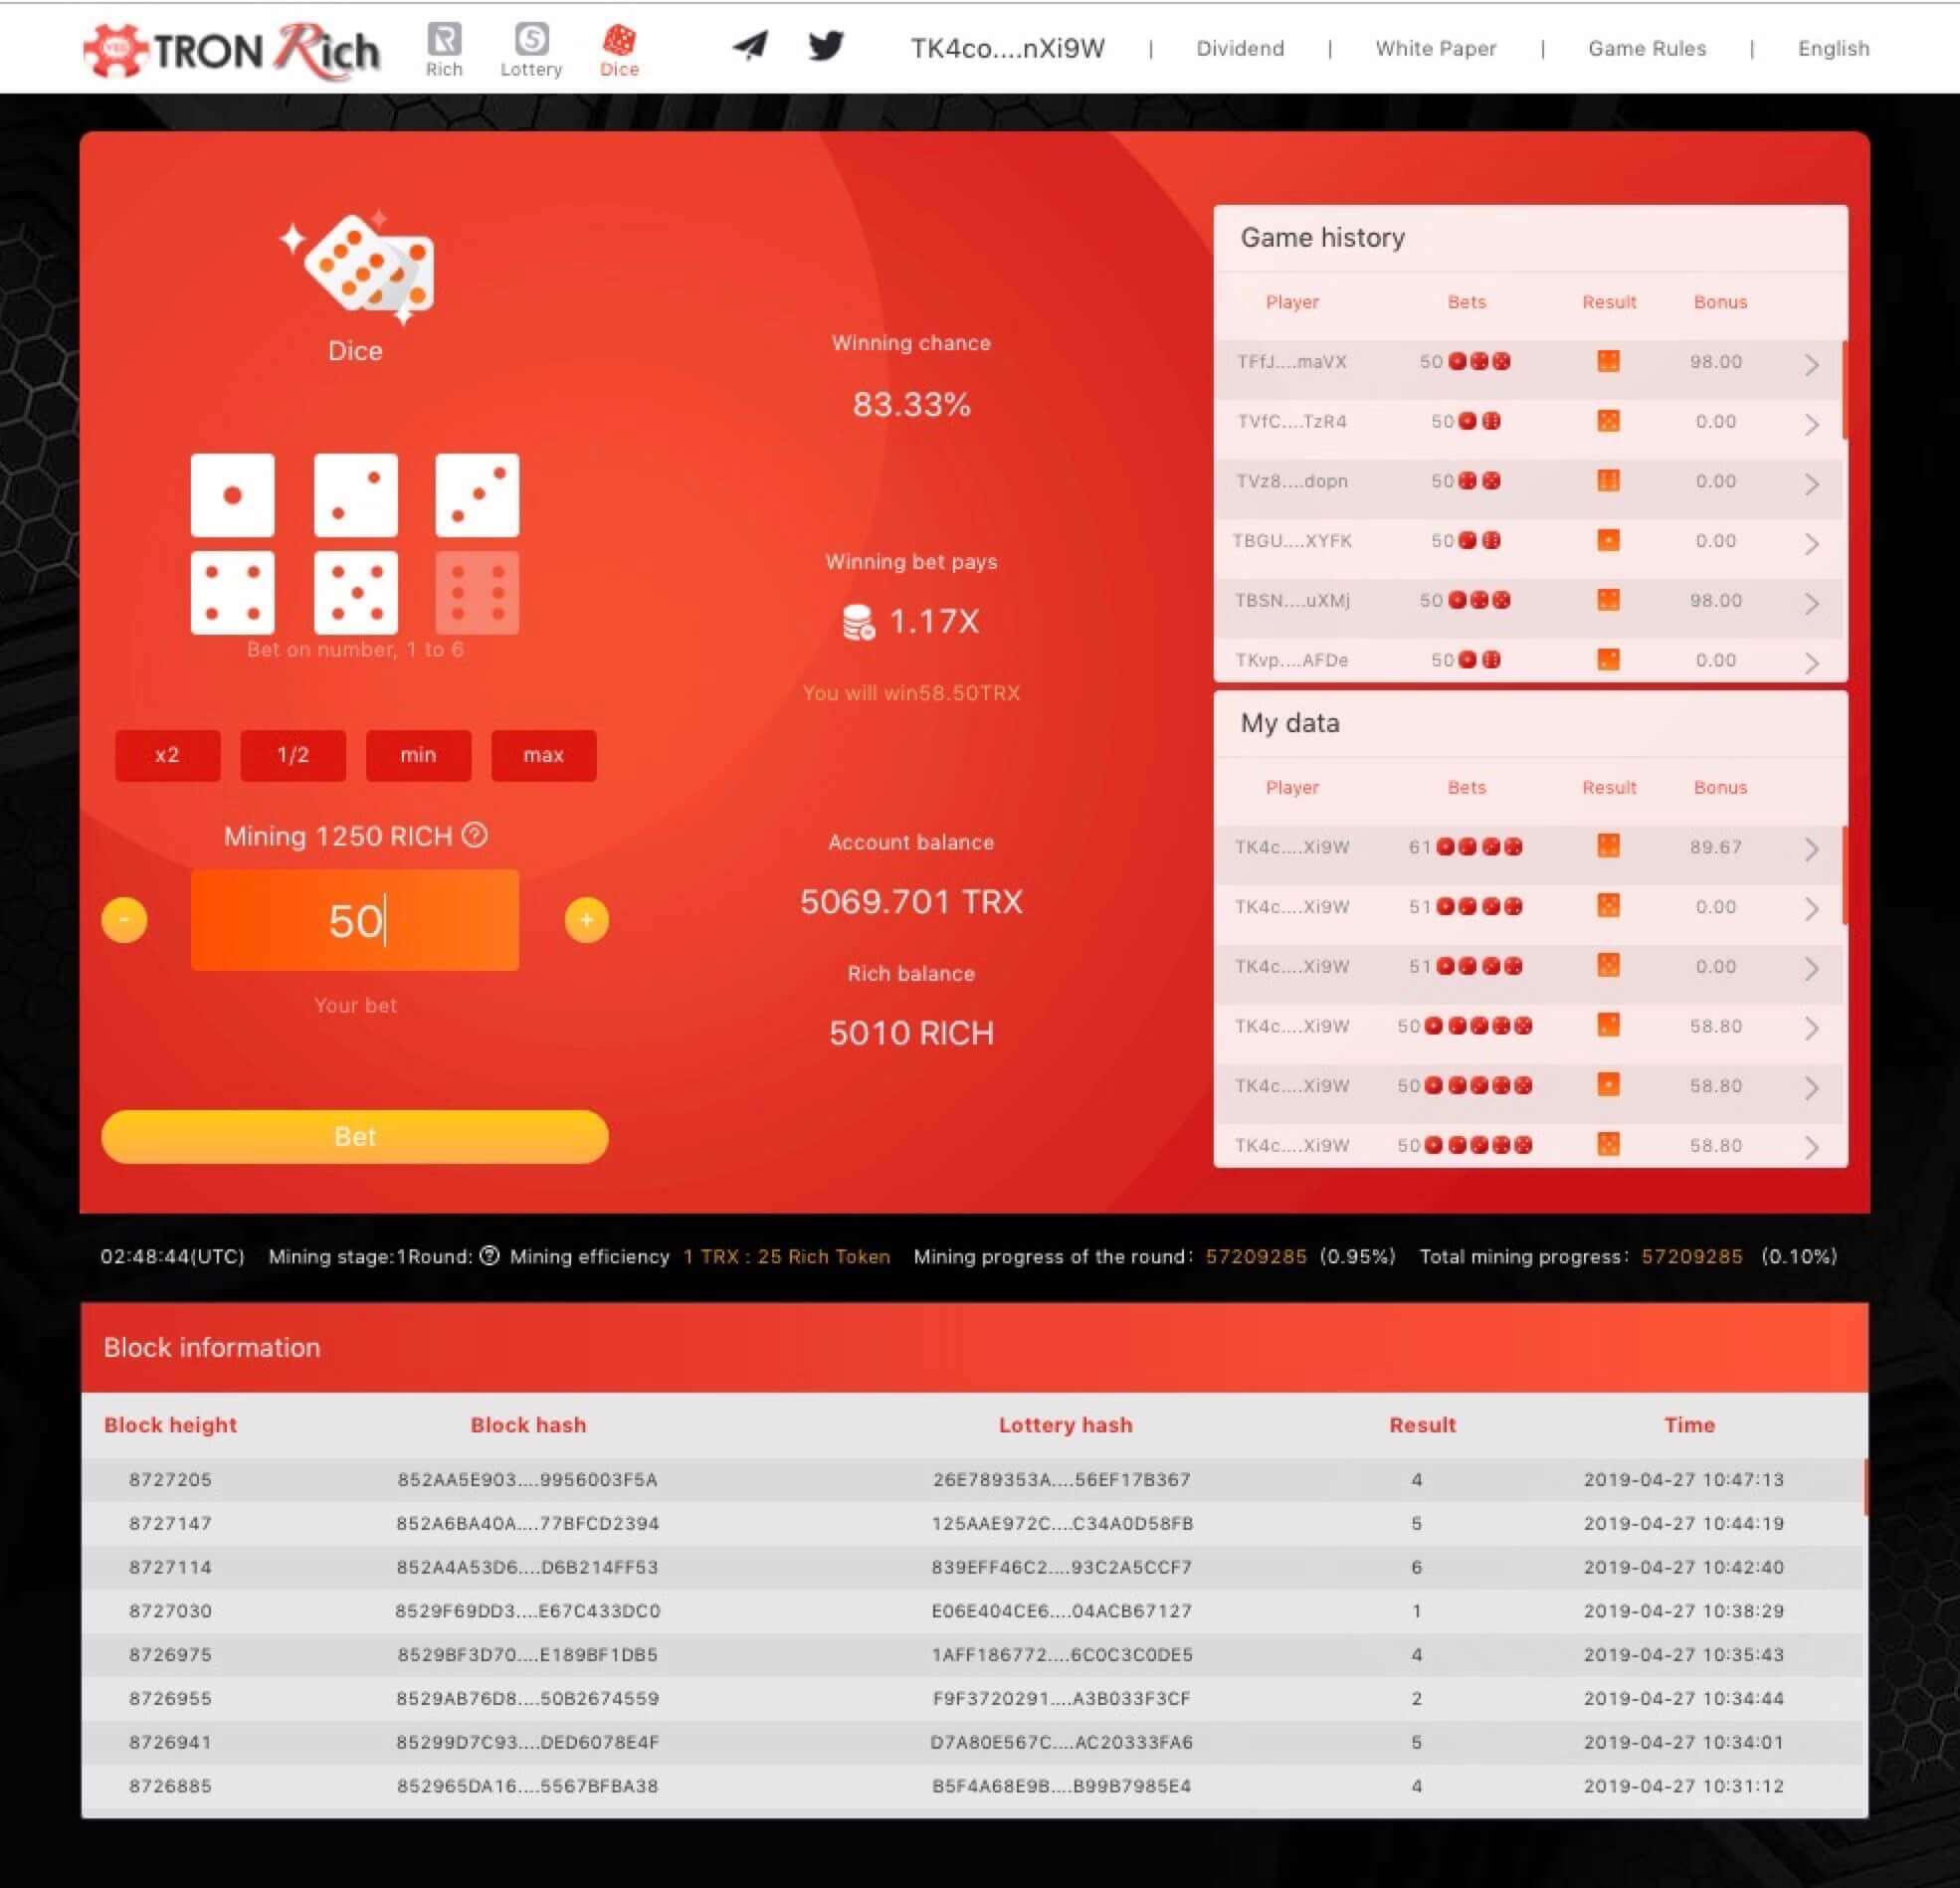 YES TRON Rich
Rich Lottery Dice TK4co....nXi9W | Dividend | White Paper | Game Rules | English
Dice
Bet on number, 1 to 6
x2 1/2 min max
Mining 1250 RICH ?
- 50 +
Your bet
Bet
Winning chance
83.33%
Winning bet pays
1.17X
You will win58.50TRX
Account balance
5069.701 TRX
Rich balance
5010 RICH
Game history
Player Bets Result Bonus
TFfJ....maVX 50 98.00
TVfC....TzR4 50 0.00
TVz8....dopn 50 0.00
TBGU....XYFK 50 0.00
TBSN....uXMj 50 98.00
TKvp....AFDe 50 0.00
My data
Player Bets Result Bonus
TK4c....Xi9W 61 89.67
TK4c....Xi9W 51 0.00
TK4c....Xi9W 51 0.00
TK4c....Xi9W 50 58.80
TK4c....Xi9W 50 58.80
TK4c....Xi9W 50 58.80
02:48:44(UTC) Mining stage:1Round: ? Mining efficiency 1 TRX : 25 Rich Token Mining progress of the round: 57209285 (0.95%) Total mining progress: 57209285 (0.10%)
Block information
Block height Block hash Lottery hash Result Time
8727205 852AA5E903....9956003F5A 26E789353A....56EF17B367 4 2019-04-27 10:47:13
8727147 852A6BA40A....77BFCD2394 125AAE972C....C34A0D58FB 5 2019-04-27 10:44:19
8727114 852A4A53D6....D6B214FF53 839EFF46C2....93C2A5CCF7 6 2019-04-27 10:42:40
8727030 8529F69DD3....E67C433DC0 E06E404CE6....04ACB67127 1 2019-04-27 10:38:29
8726975 8529BF3D70....E189BF1DB5 1AFF186772....6C0C3C0DE5 4 2019-04-27 10:35:43
8726955 8529AB76D8....50B2674559 F9F3720291....A3B033F3CF 2 2019-04-27 10:34:44
8726941 85299D7C93....DED6078E4F D7A80E567C....AC20333FA6 5 2019-04-27 10:34:01
8726885 852965DA16....5567BFBA38 B5F4A68E9B....B99B7985E4 4 2019-04-27 10:31:12